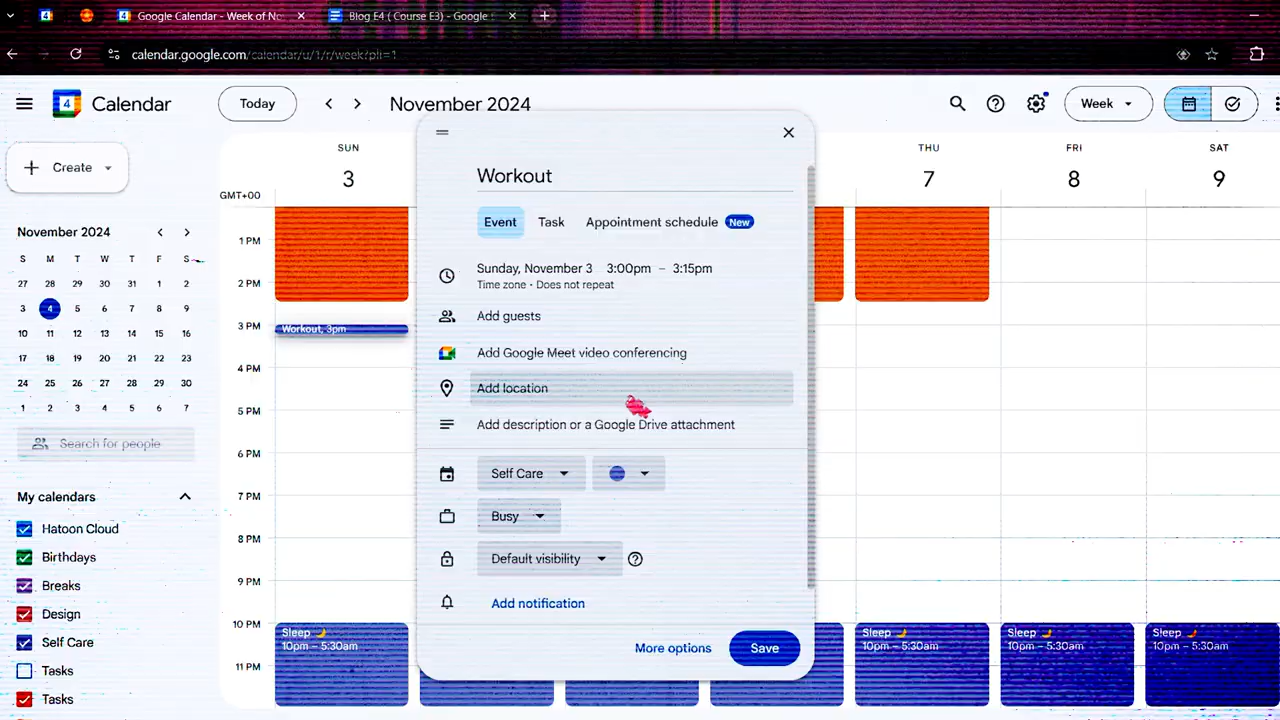 Google Calendar - Week of No
Blog E4 ( Course E3) - Google
calendar.google.com/calendar/u/1/r/week?pli=1
4 Calendar
Today
November 2024
Week
Create
SUN 3
THU 7
FRI 8
SAT 9
GMT+00
November 2024
S M T W T F S
27 28 29 30 31 1 2
3 4 5 6 7 8 9
10 11 12 13 14 15 16
17 18 19 20 21 22 23
24 25 26 27 28 29 30
1 2 3 4 5 6 7
Search for people
My calendars
Hatoon Cloud
Birthdays
Breaks
Design
Self Care
Tasks
1 PM
2 PM
3 PM
4 PM
5 PM
6 PM
7 PM
8 PM
9 PM
10 PM
Workout, 3pm
Workout
Event
Task
Appointment schedule New
Sunday, November 3 3:00pm – 3:15pm
Time zone • Does not repeat
Add guests
Add Google Meet video conferencing
Add location
Add description or a Google Drive attachment
Self Care
Busy
Default visibility
Add notification
More options
Save
Sleep 🌙
10pm – 5:30am
Sleep 🌙
10pm – 5:30am
Sleep 🌙
10pm – 5:30am
Sleep 🌙
10pm – 5:30am